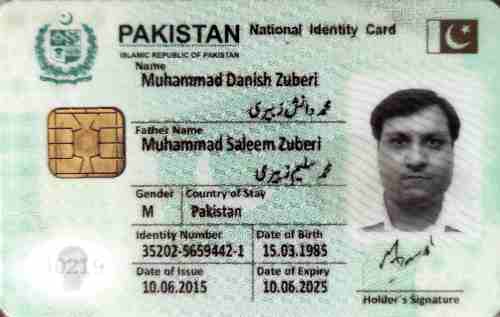 PAKISTAN National Identity Card
ISLAMIC REPUBLIC OF PAKISTAN
Name
Muhammad Danish Zuberi
محمد دانش زبیری
Father Name
Muhammad Saleem Zuberi
محمد سلیم زبیری
Gender Country of Stay
M Pakistan
Identity Number Date of Birth
35202-5659442-1 15.03.1985
Date of Issue Date of Expiry
10.06.2015 10.06.2025
Holder's Signature